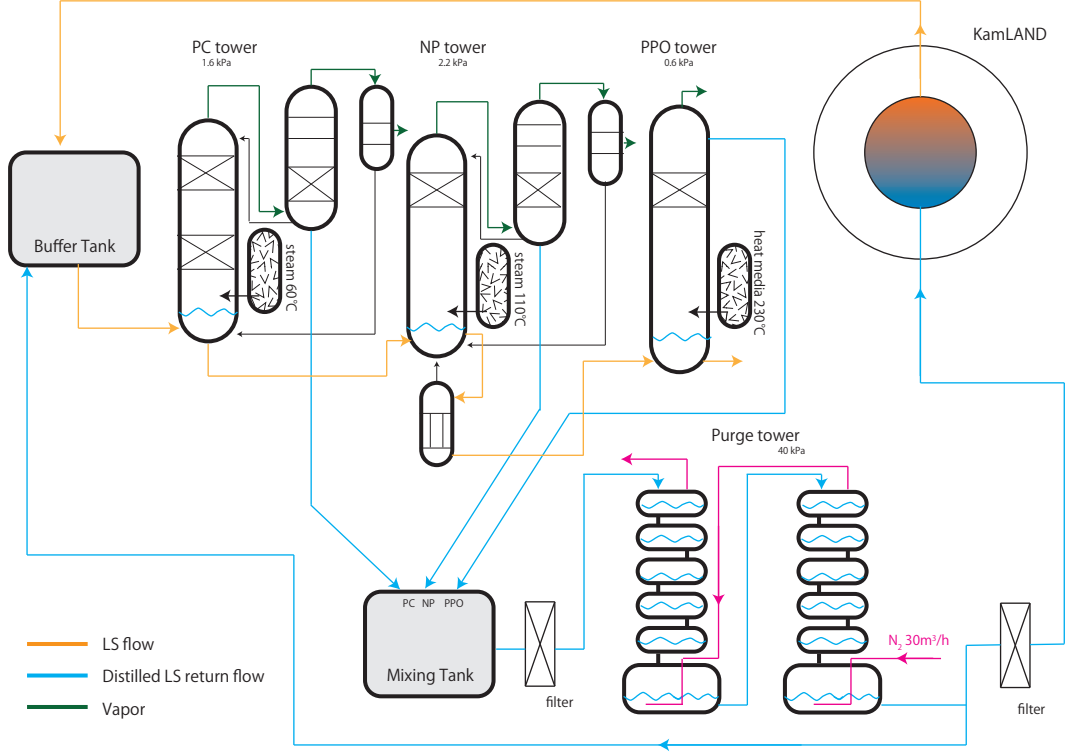 PC tower
1.6 kPa
NP tower
2.2 kPa
PPO tower
0.6 kPa
KamLAND
Buffer Tank
steam 60℃
steam 110℃
heat media 230℃
Purge tower
40 kPa
PC NP PPO
Mixing Tank
filter
N₂ 30m³/h
filter
LS flow
Distilled LS return flow
Vapor